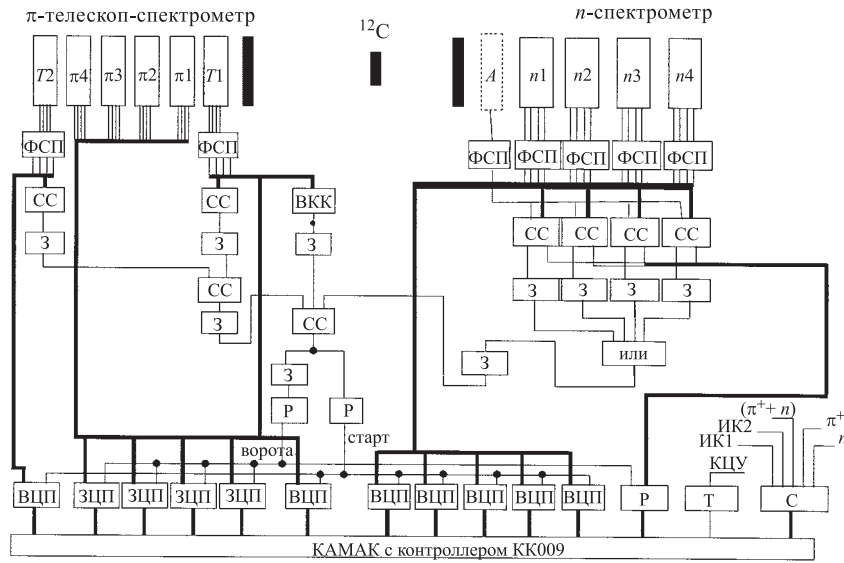 π-телескоп-спектрометр
n-спектрометр
¹²C
T2 π4 π3 π2 π1 T1
A n1 n2 n3 n4
ФСП ФСП ФСП ФСП ФСП ФСП ФСП
СС СС ВКК
СС СС СС СС
З З З
З З З З
СС
З СС
З или
З
Р Р
ворота старт
(π⁺+ n)
ИК2 π⁺
ИК1 n
КЦУ
ВЦП ЗЦП ЗЦП ЗЦП ЗЦП ВЦП ВЦП ВЦП ВЦП ВЦП ВЦП Р Т С
КАМАК с контроллером КК009